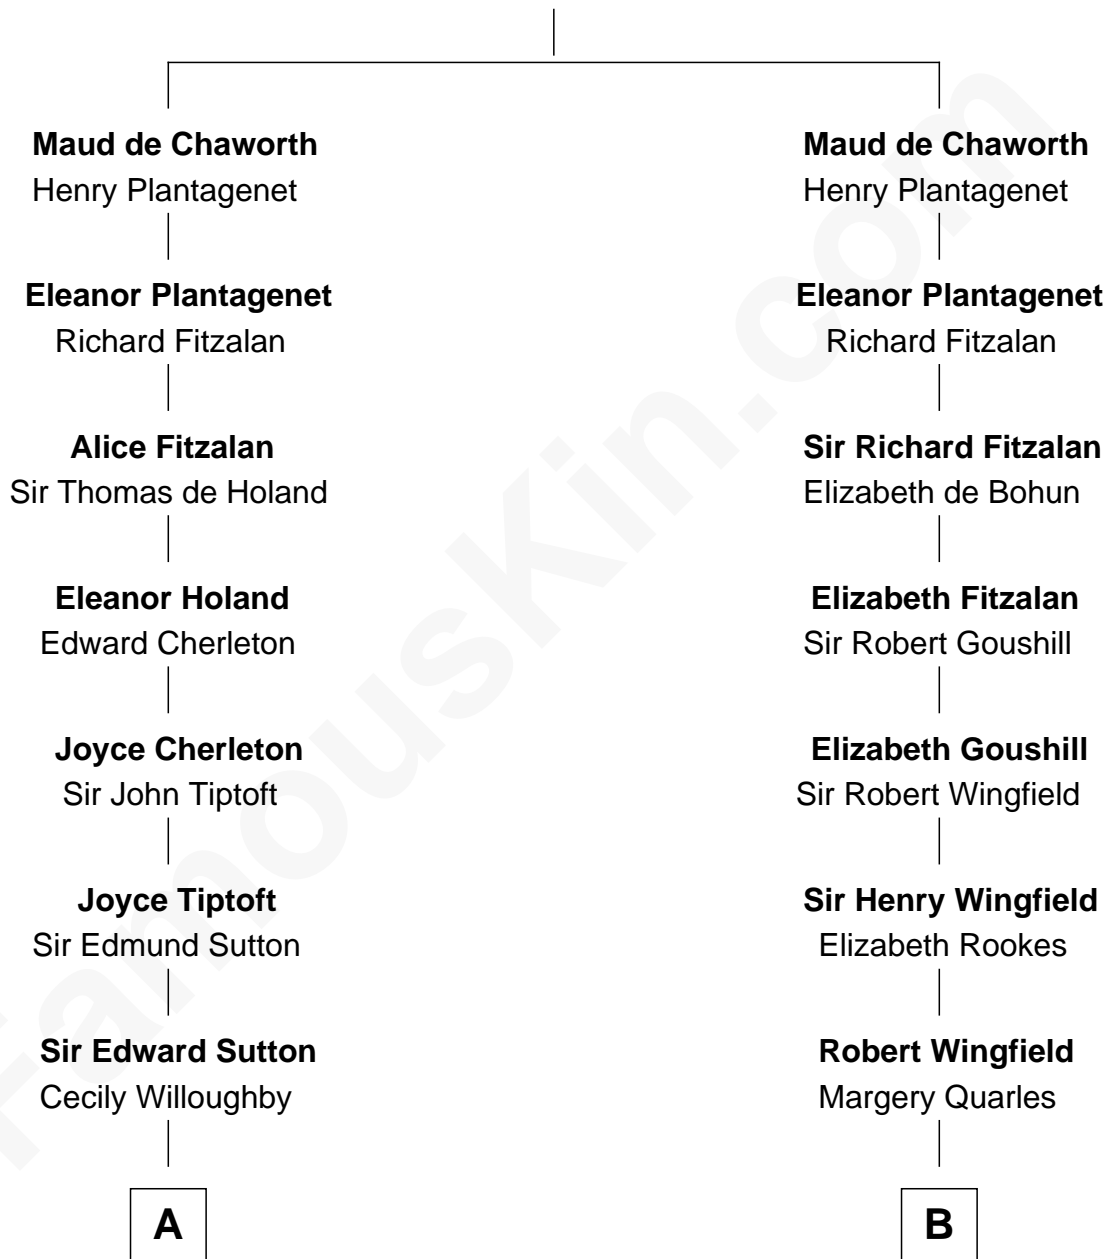 Maud de Chaworth
Henry Plantagenet
Eleanor Plantagenet
Richard Fitzalan
Alice Fitzalan
Sir Thomas de Holand
Eleanor Holand
Edward Cherleton
Joyce Cherleton
Sir John Tiptoft
Joyce Tiptoft
Sir Edmund Sutton
Sir Edward Sutton
Cecily Willoughby
A
Maud de Chaworth
Henry Plantagenet
Eleanor Plantagenet
Richard Fitzalan
Sir Richard Fitzalan
Elizabeth de Bohun
Elizabeth Fitzalan
Sir Robert Goushill
Elizabeth Goushill
Sir Robert Wingfield
Sir Henry Wingfield
Elizabeth Rookes
Robert Wingfield
Margery Quarles
B
FamousKin.com